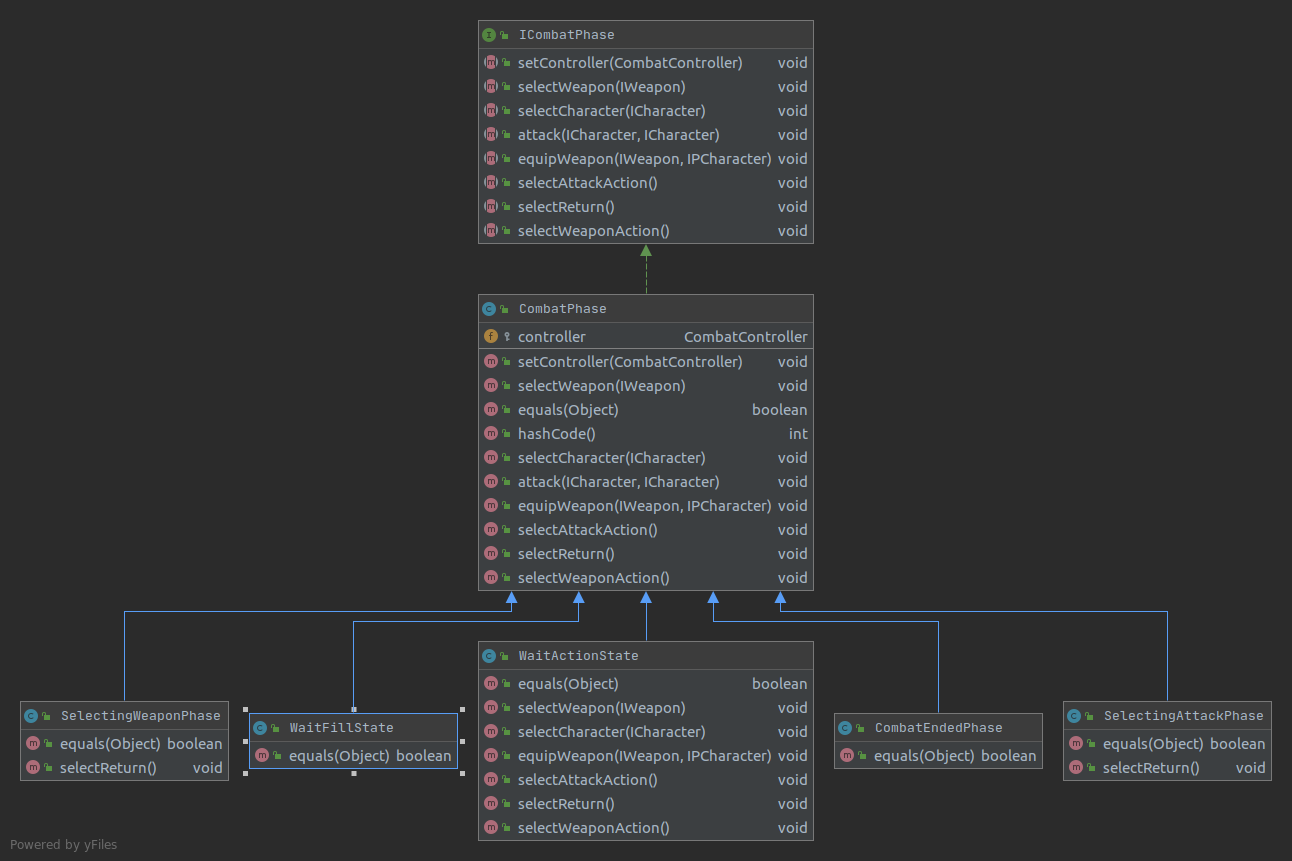 ICombatPhase
setController(CombatController) void
selectWeapon(IWeapon) void
selectCharacter(ICharacter) void
attack(ICharacter, ICharacter) void
equipWeapon(IWeapon, IPCharacter) void
selectAttackAction() void
selectReturn() void
selectWeaponAction() void
CombatPhase
controller CombatController
setController(CombatController) void
selectWeapon(IWeapon) void
equals(Object) boolean
hashCode() int
selectCharacter(ICharacter) void
attack(ICharacter, ICharacter) void
equipWeapon(IWeapon, IPCharacter) void
selectAttackAction() void
selectReturn() void
selectWeaponAction() void
SelectingWeaponPhase
equals(Object) boolean
selectReturn() void
WaitFillState
equals(Object) boolean
WaitActionState
equals(Object) boolean
selectWeapon(IWeapon) void
selectCharacter(ICharacter) void
equipWeapon(IWeapon, IPCharacter) void
selectAttackAction() void
selectReturn() void
selectWeaponAction() void
CombatEndedPhase
equals(Object) boolean
SelectingAttackPhase
equals(Object) boolean
selectReturn() void
Powered by yFiles